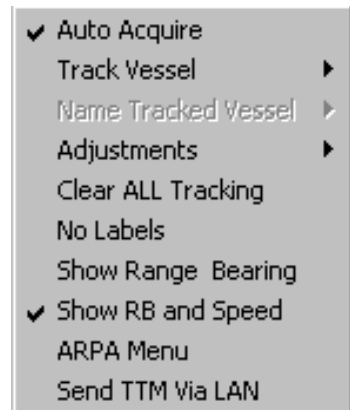 Auto Acquire
Track Vessel
Name Tracked Vessel
Adjustments
Clear ALL Tracking
No Labels
Show Range  Bearing
Show RB and Speed
ARPA Menu
Send TTM Via LAN